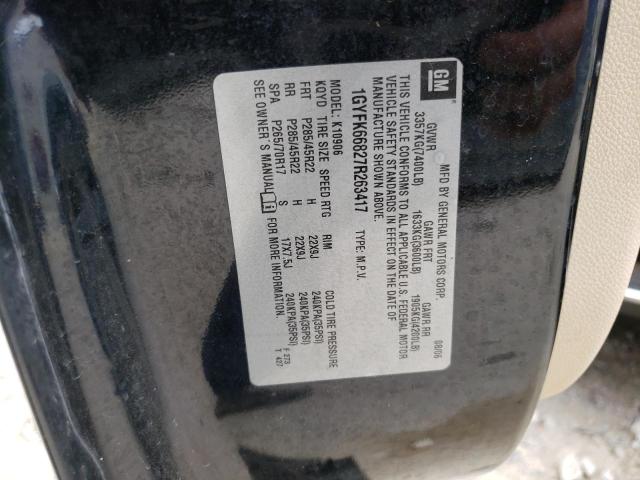 GM
MFD BY GENERAL MOTORS CORP. 08/06
GVWR GAWR FRT GAWR RR
3357KG(7400LB) 1633KG(3600LB) 1905KG(4200LB)
THIS VEHICLE CONFORMS TO ALL APPLICABLE U.S. FEDERAL MOTOR
VEHICLE SAFETY STANDARDS IN EFFECT ON THE DATE OF
MANUFACTURE SHOWN ABOVE.
1GYFK66827R263417 TYPE: M.P.V.
MODEL: K10906
KQYD TIRE SIZE SPEED RTG RIM COLD TIRE PRESSURE
FRT P285/45R22 H 22X9J 240KPA(35PSI)
RR P285/45R22 H 22X9J 240KPA(35PSI)
SPA P265/70R17 S 17X7.5J 240KPA(35PSI)
SEE OWNER'S MANUAL FOR MORE INFORMATION.
F 273
T 427